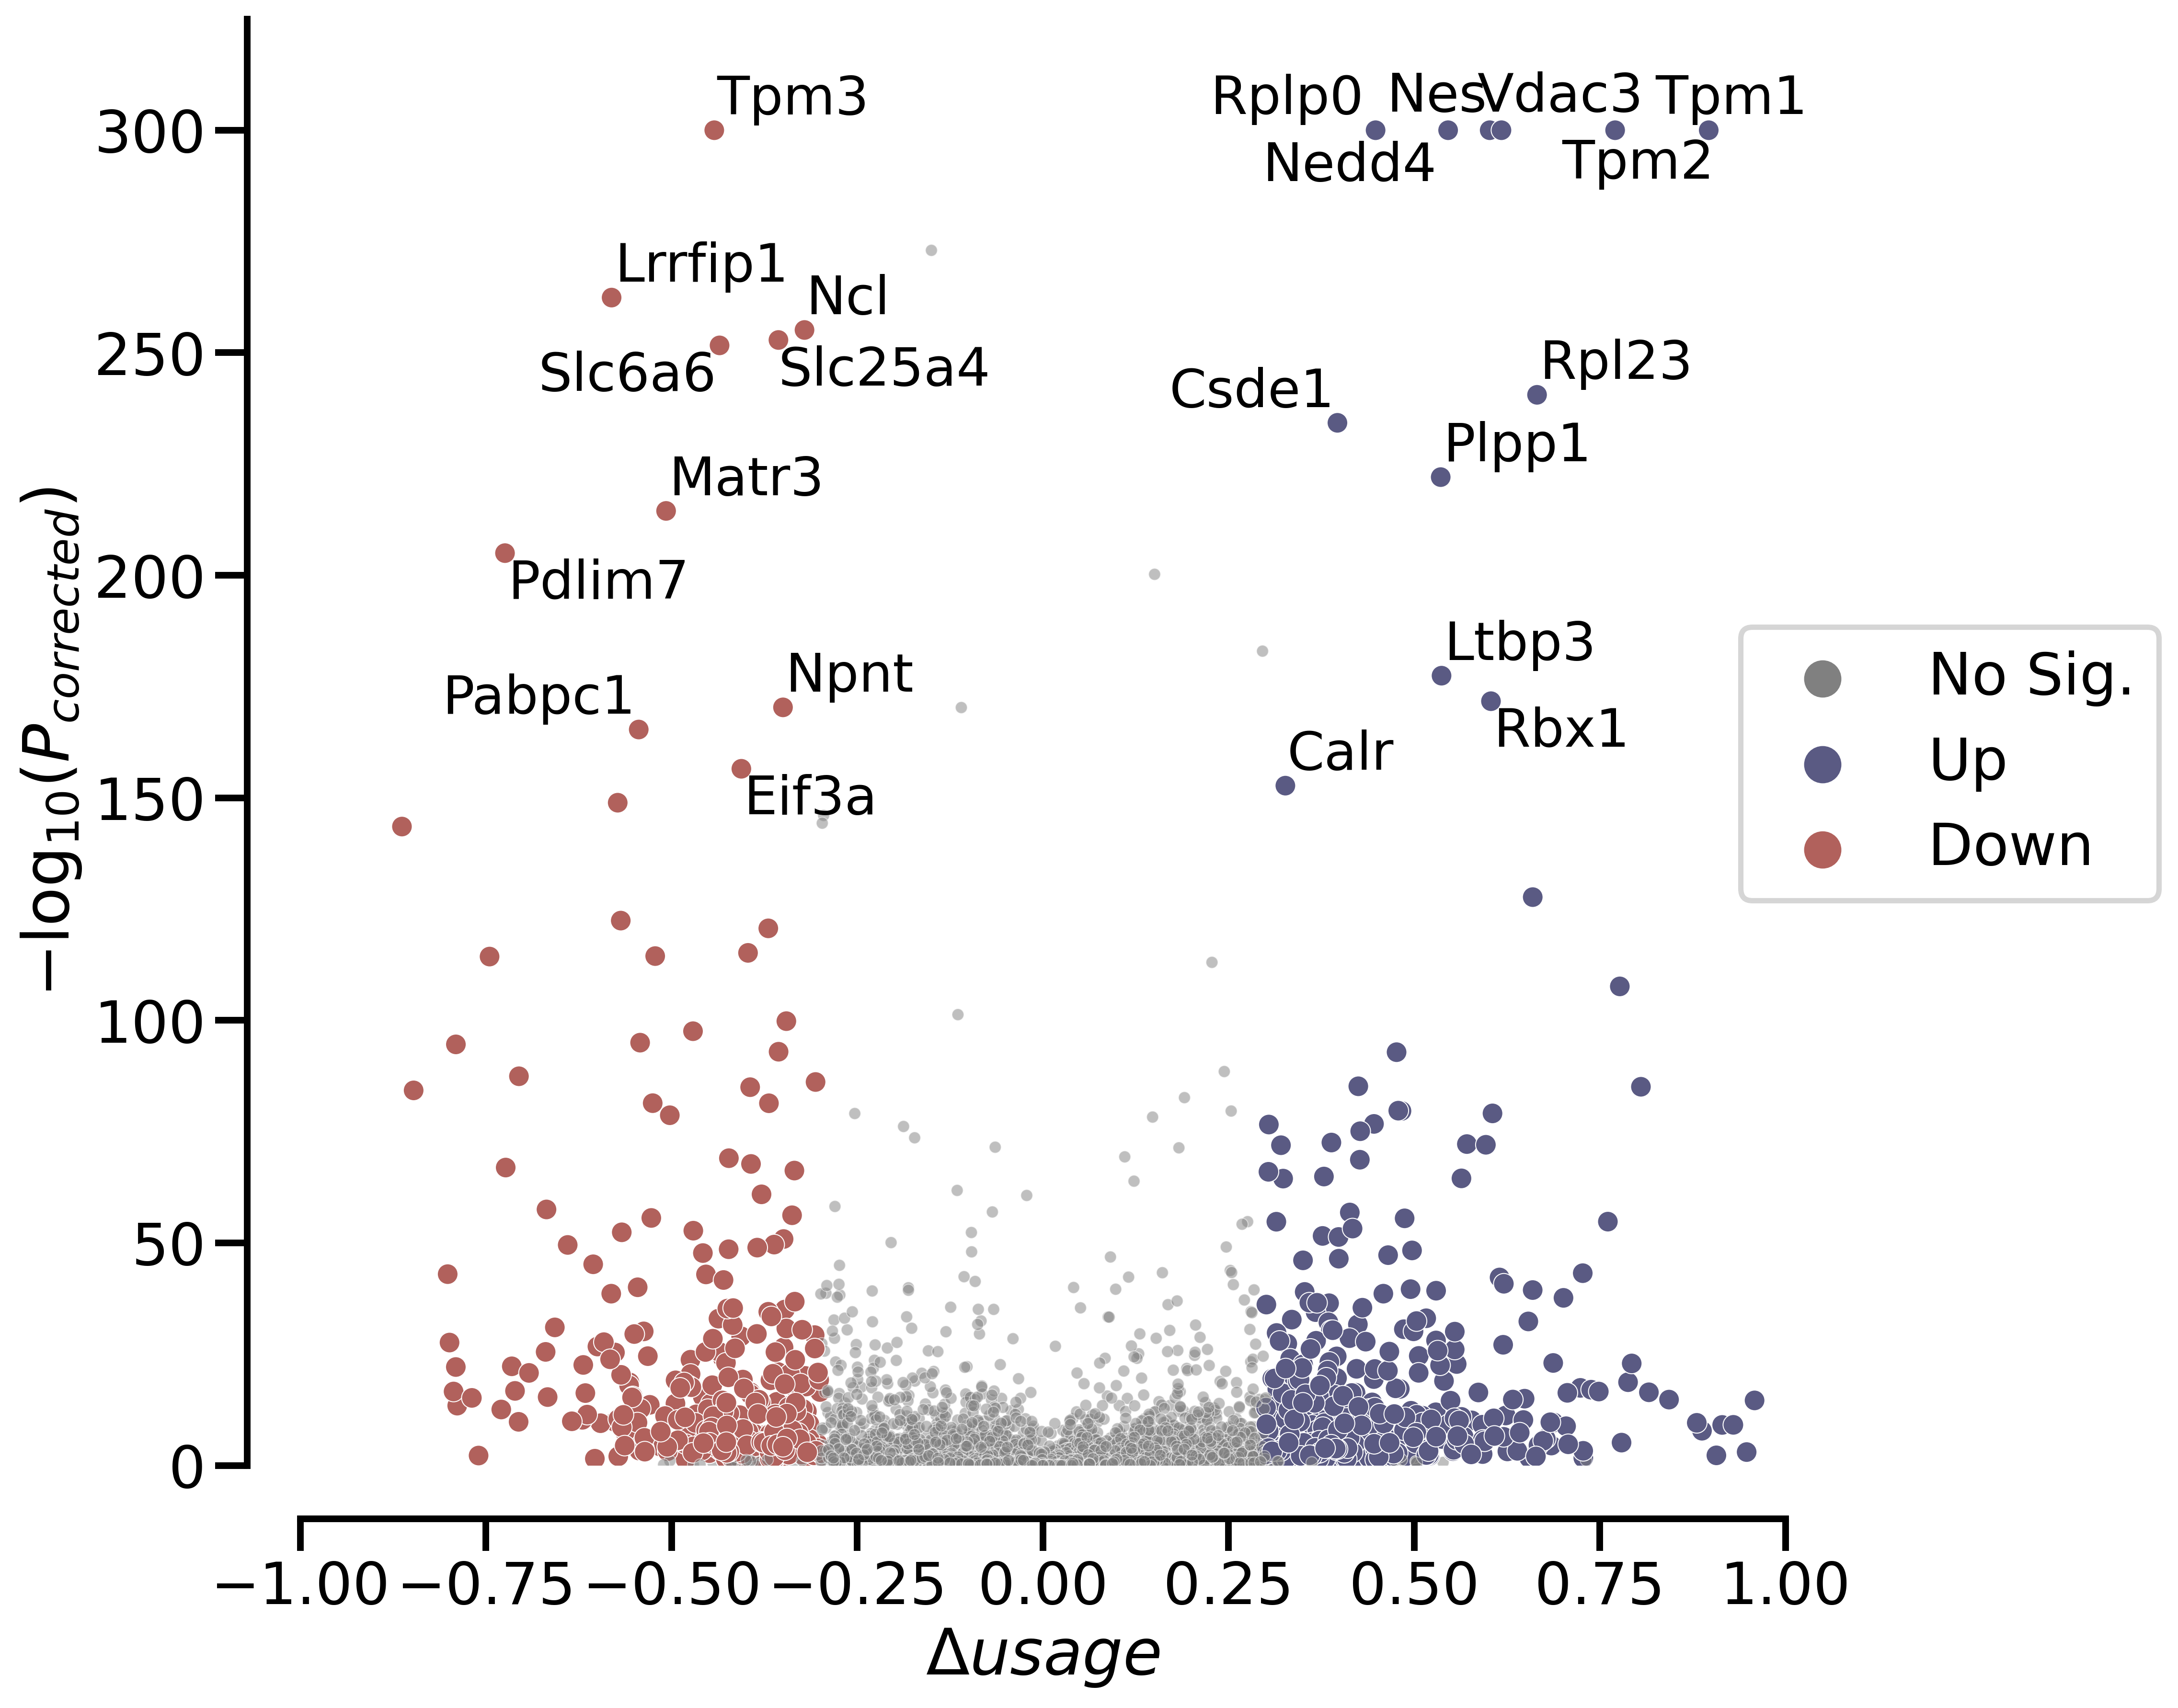 Tpm3
Rplp0
Nes
Vdac3
Tpm1
Nedd4
Tpm2
Lrrfip1
Ncl
Slc6a6
Slc25a4
Rpl23
Csde1
Plpp1
Matr3
Pdlim7
Ltbp3
Npnt
Pabpc1
Rbx1
Calr
Eif3a
No Sig.
Up
Down
300
250
200
150
100
50
0
−log10(Pcorrected)
−1.00 −0.75 −0.50 −0.25 0.00 0.25 0.50 0.75 1.00
Δusage